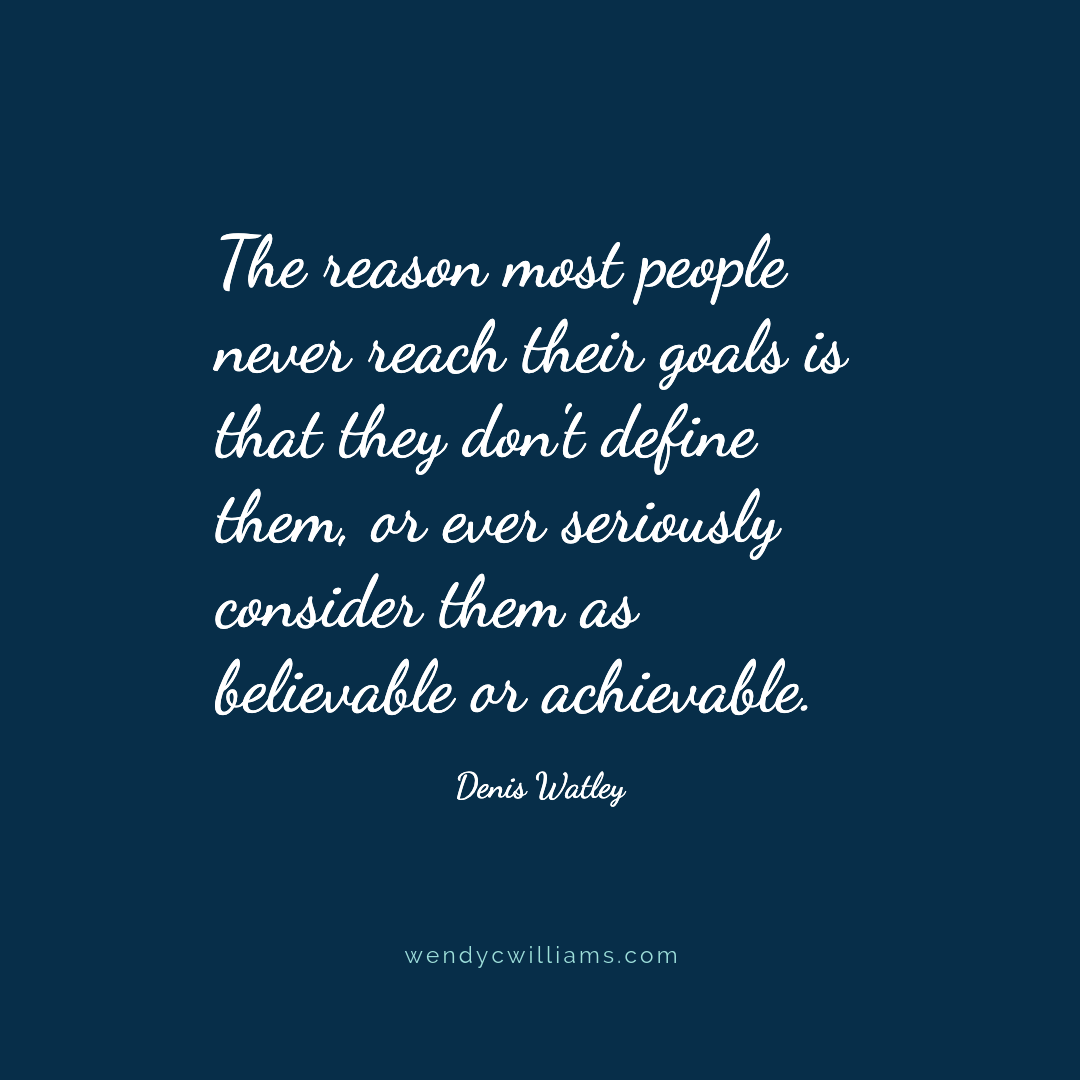 The reason most people
never reach their goals is
that they don't define
them, or ever seriously
consider them as
believable or achievable.
Denis Watley
wendycwilliams.com